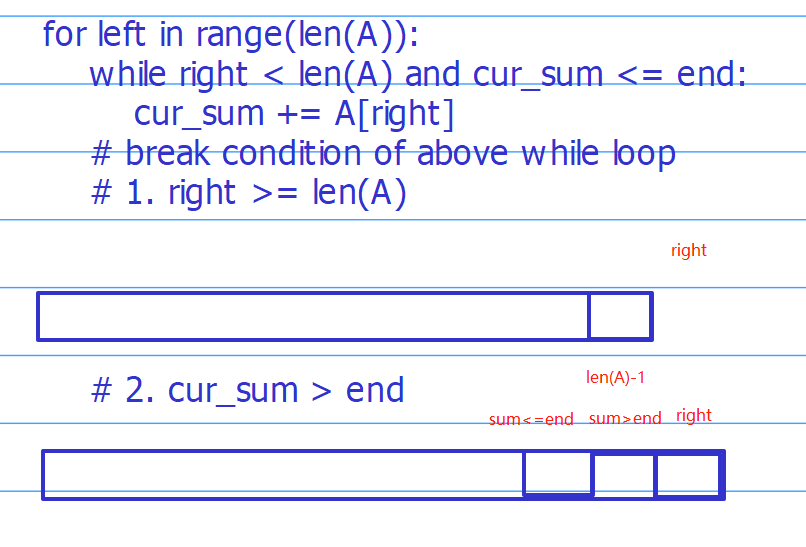 for left in range(len(A)):
while right < len(A) and cur_sum <= end:
cur_sum += A[right]
# break condition of above while loop
# 1. right >= len(A)
right
# 2. cur_sum > end
len(A)-1
sum<=end sum>end right